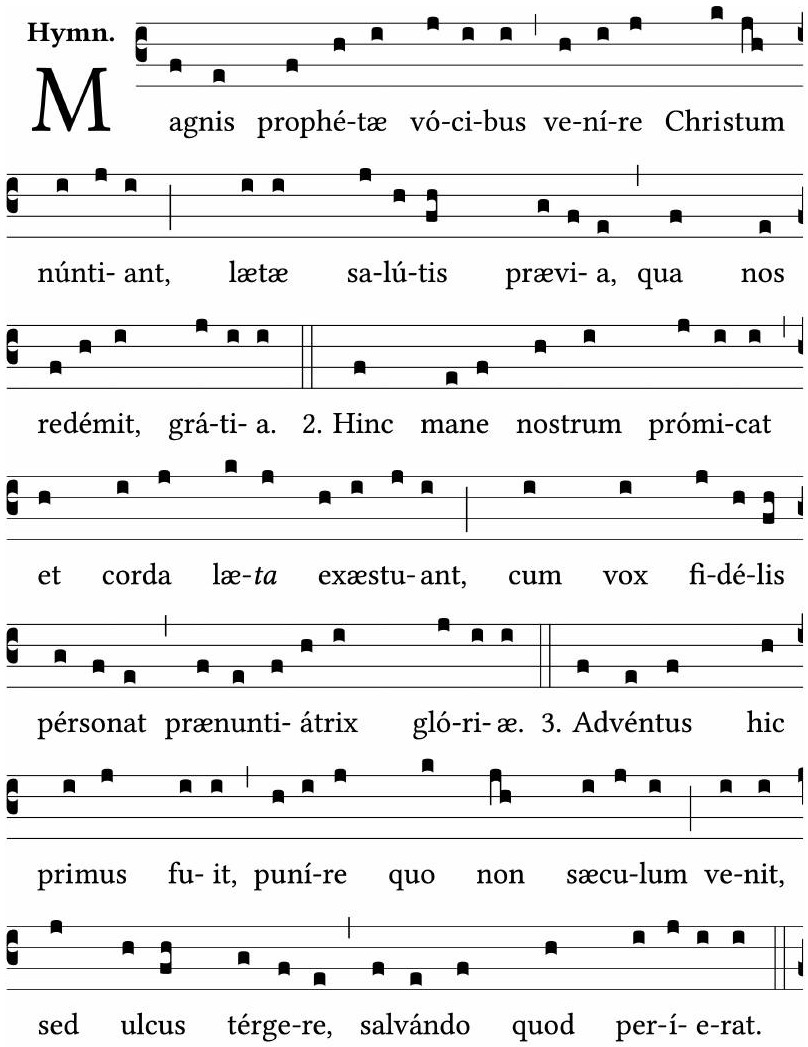 Hymn.
Magnis prophé-tæ vó-ci-bus ve-ní-re Christum
núnti-ant, lætæ sa-lú-tis prævi-a, qua nos
redémit, grá-ti-a. 2. Hinc mane nostrum prómi-cat
et corda læ-ta exæstu-ant, cum vox fi-dé-lis
pérsonat prænunti-átrix gló-ri-æ. 3. Advéntus hic
primus fu-it, puní-re quo non sæcu-lum ve-nit,
sed ulcus térge-re, salvándo quod per-í-e-rat.